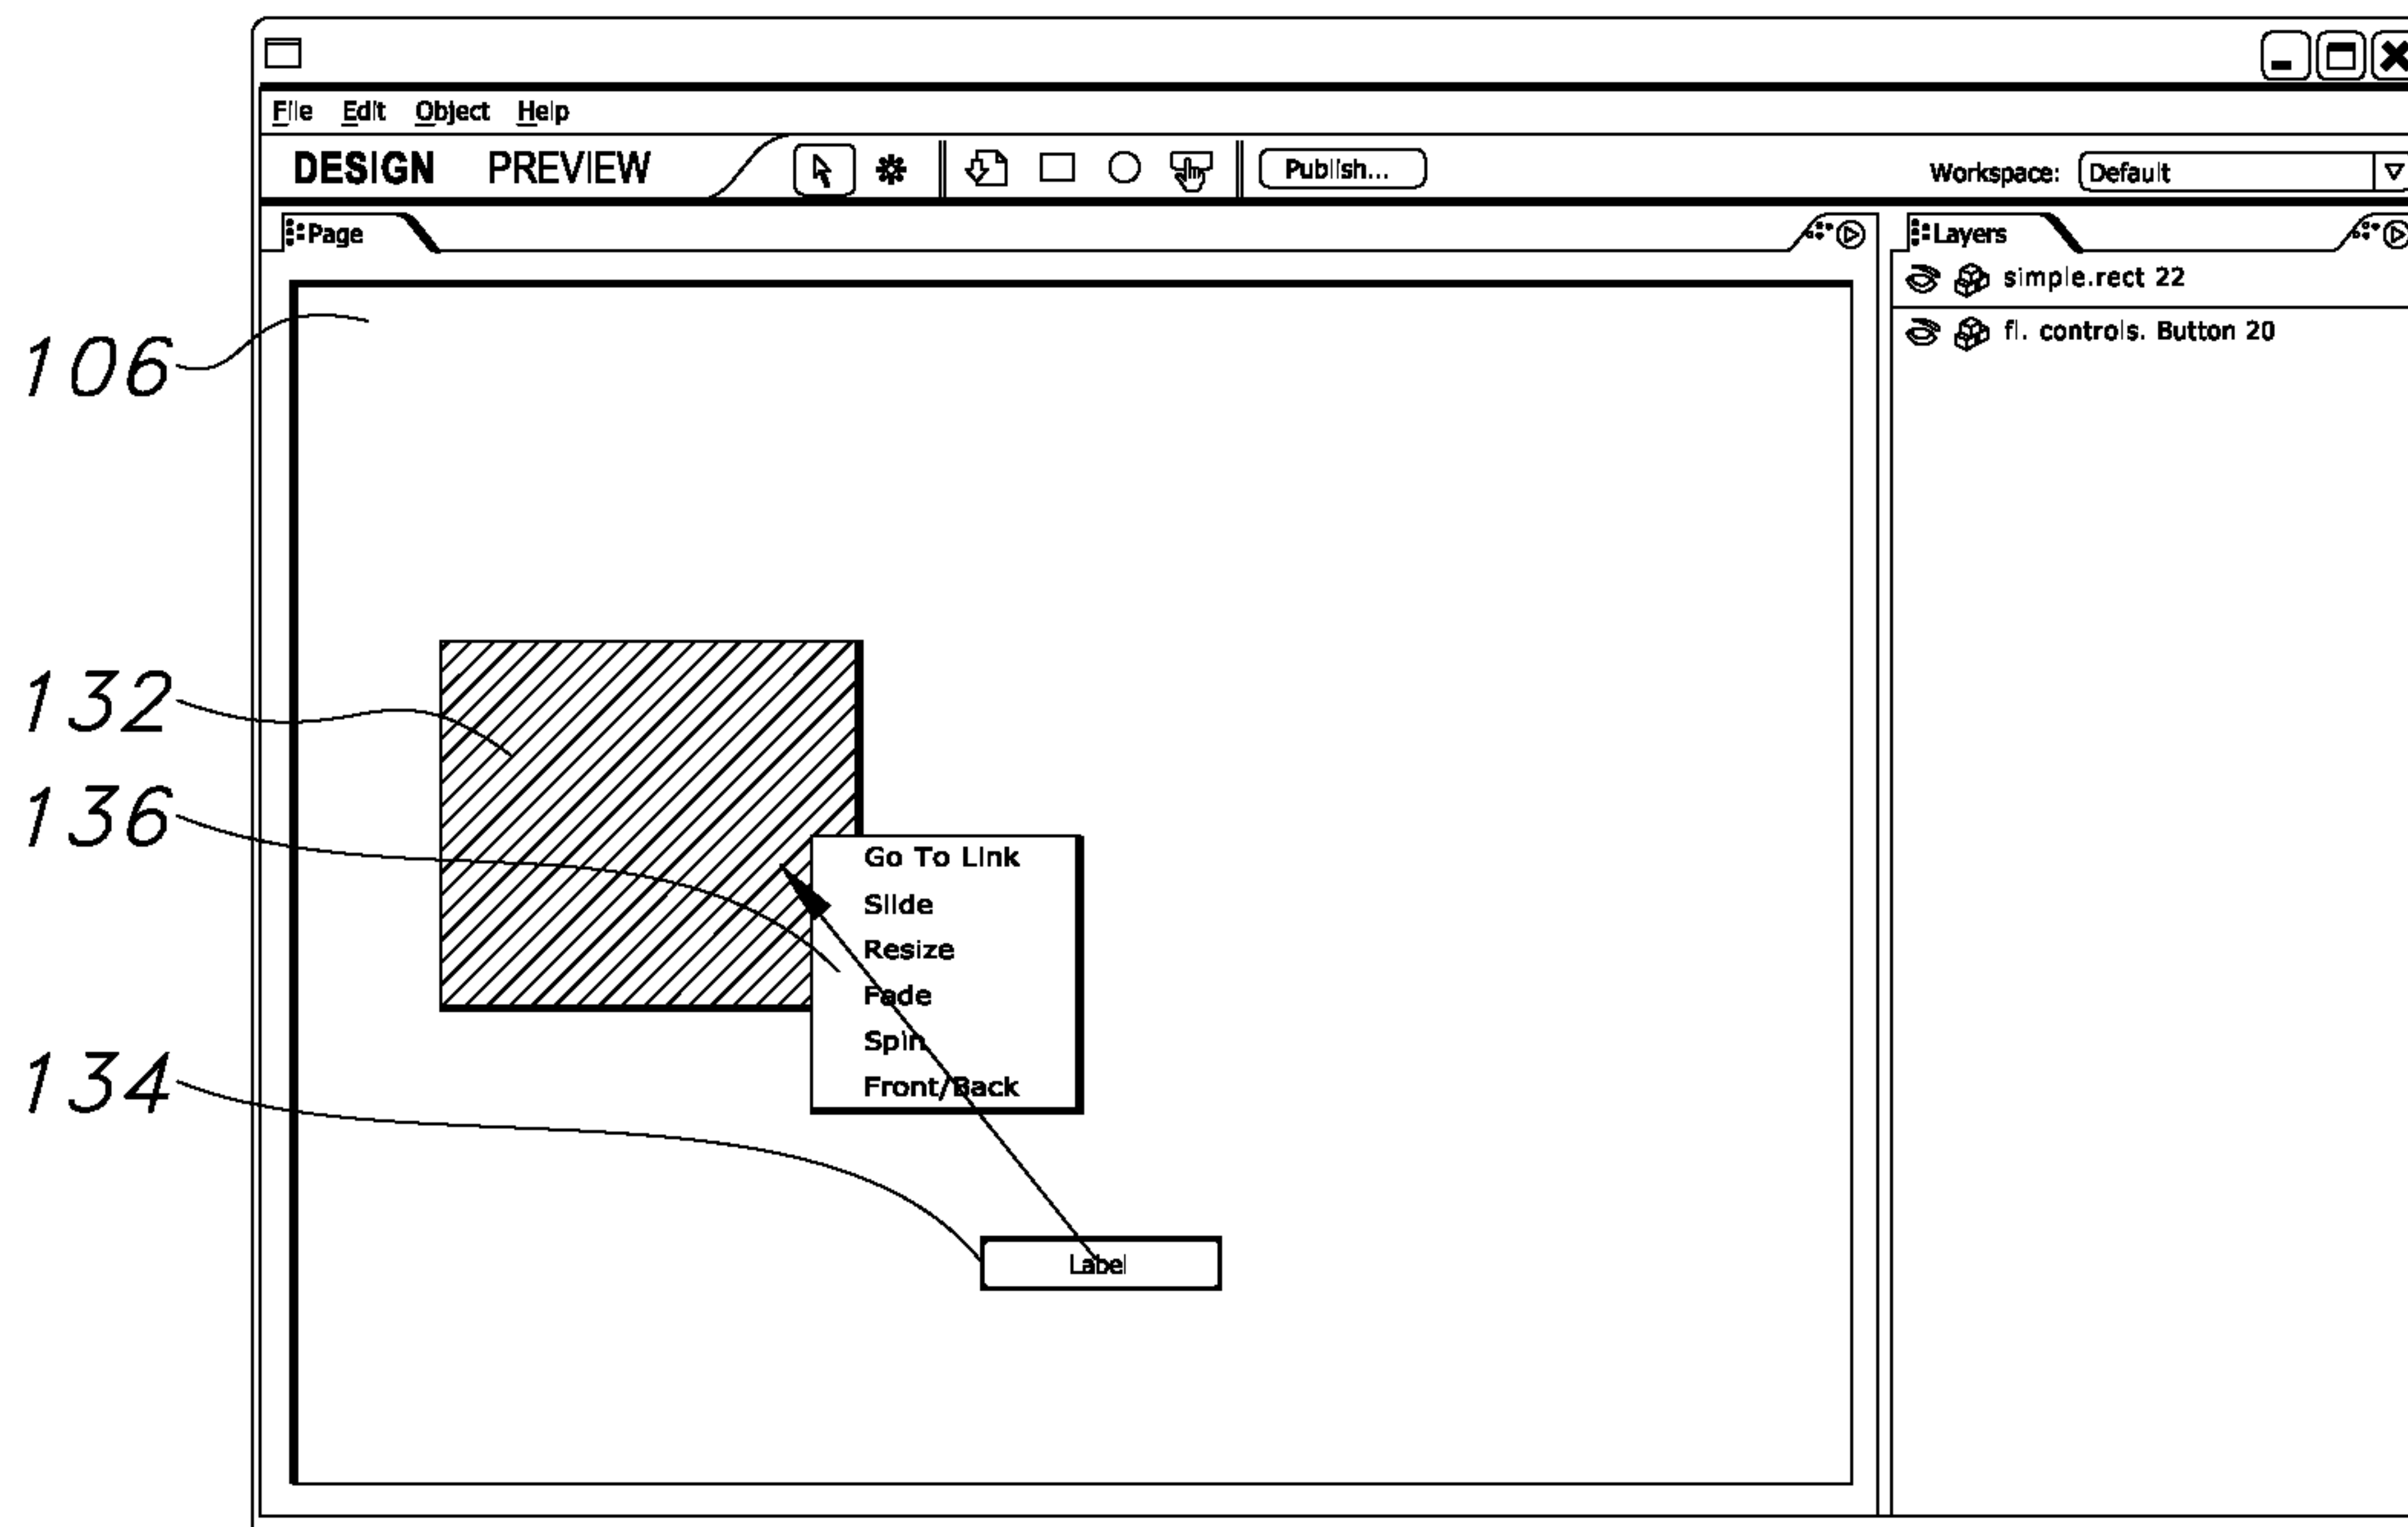 File Edit Object Help
DESIGN PREVIEW Publish... Workspace: Default
Page Layers
simple.rect 22
fl. controls. Button 20
106
132
136
Go To Link
Slide
Resize
Fade
Spin
Front/Back
134
Label